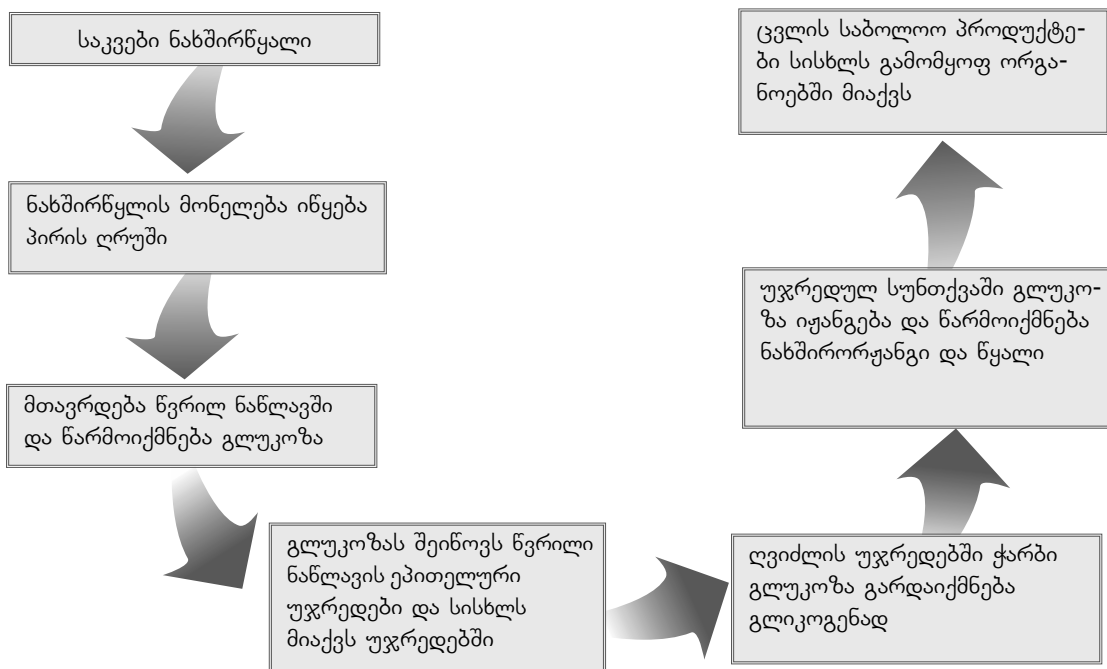 საკვები ნახშირწყალი
ნახშირწყლის მონელება იწყება
პირის ღრუში
მთავრდება წვრილ ნაწლავში
და წარმოიქმნება გლუკოზა
გლუკოზას შეიწოვს წვრილი
ნაწლავის ეპითელური
უჯრედები და სისხლს
მიაქვს უჯრედებში
ღვიძლის უჯრედებში ჭარბი
გლუკოზა გარდაიქმნება
გლიკოგენად
უჯრედულ სუნთქვაში გლუკო-
ზა იჟანგება და წარმოიქმნება
ნახშირორჟანგი და წყალი
ცვლის საბოლოო პროდუქტე-
ბი სისხლს გამომყოფ ორგა-
ნოებში მიაქვს